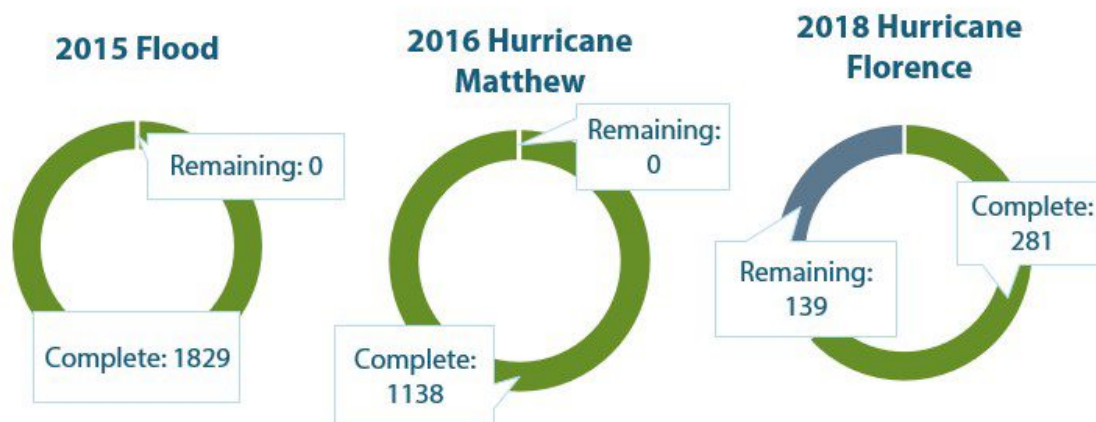 2015 Flood
Remaining: 0
Complete: 1829
2016 Hurricane
Matthew
Remaining:
0
Complete:
1138
2018 Hurricane
Florence
Complete:
281
Remaining:
139